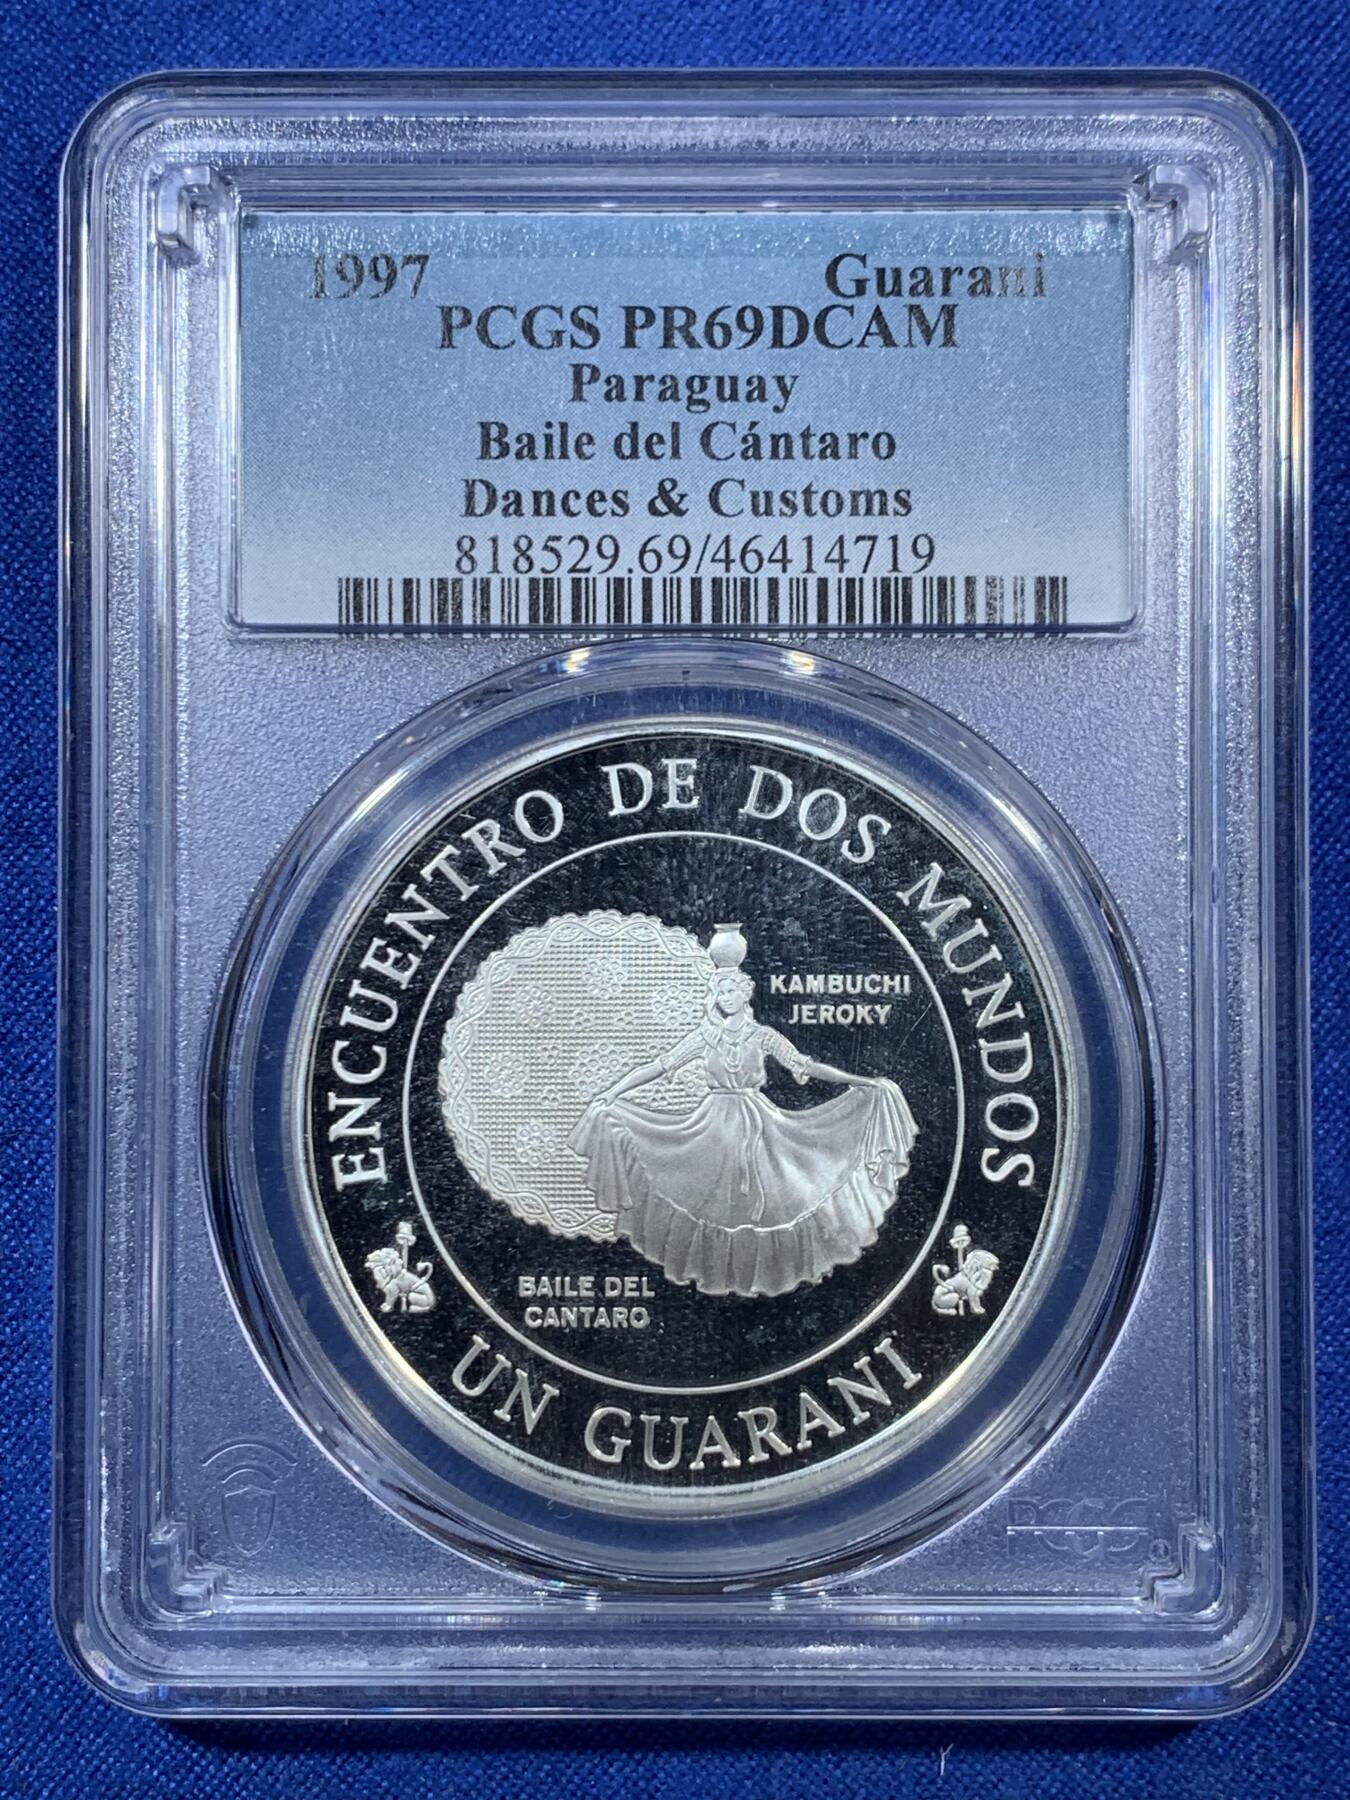 1997 Guarani
PCGS PR69DCAM
Paraguay
Baile del Cántaro
Dances & Customs
818529.69/46414719
ENCUENTRO DE DOS MUNDOS
KAMBUCHI
JEROKY
BAILE DEL
CANTARO
UN GUARANI
PCGS